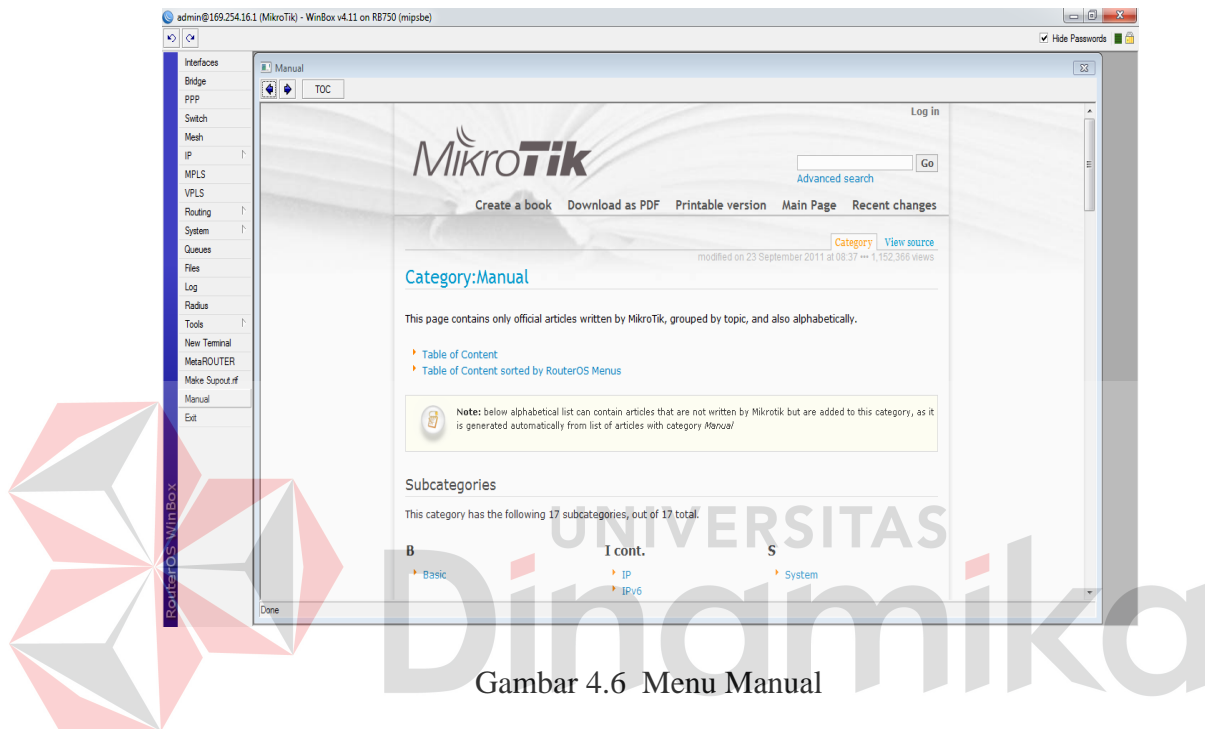 admin@169.254.16.1 (MikroTik) - WinBox v4.11 on RB750 (mipsbe)
Hide Passwords
Interfaces
Bridge
PPP
Switch
Mesh
IP
MPLS
VPLS
Routing
System
Queues
Files
Log
Radius
Tools
New Terminal
MetaROUTER
Make Supout.rif
Manual
Exit
RouterOS WinBox
Manual
TOC
Log in
MikroTik
Go
Advanced search
Create a book Download as PDF Printable version Main Page Recent changes
Category View source
modified on 23 September 2011 at 08:37 ••• 1,152,366 views
Category:Manual
This page contains only official articles written by MikroTik, grouped by topic, and also alphabetically.
Table of Content
Table of Content sorted by RouterOS Menus
Note: below alphabetical list can contain articles that are not written by Mikrotik but are added to this category, as it
is generated automatically from list of articles with category Manual
Subcategories
This category has the following 17 subcategories, out of 17 total.
B I cont. S
Basic IP System
IPv6
Done
UNIVERSITAS
Dinamika
Gambar 4.6 Menu Manual